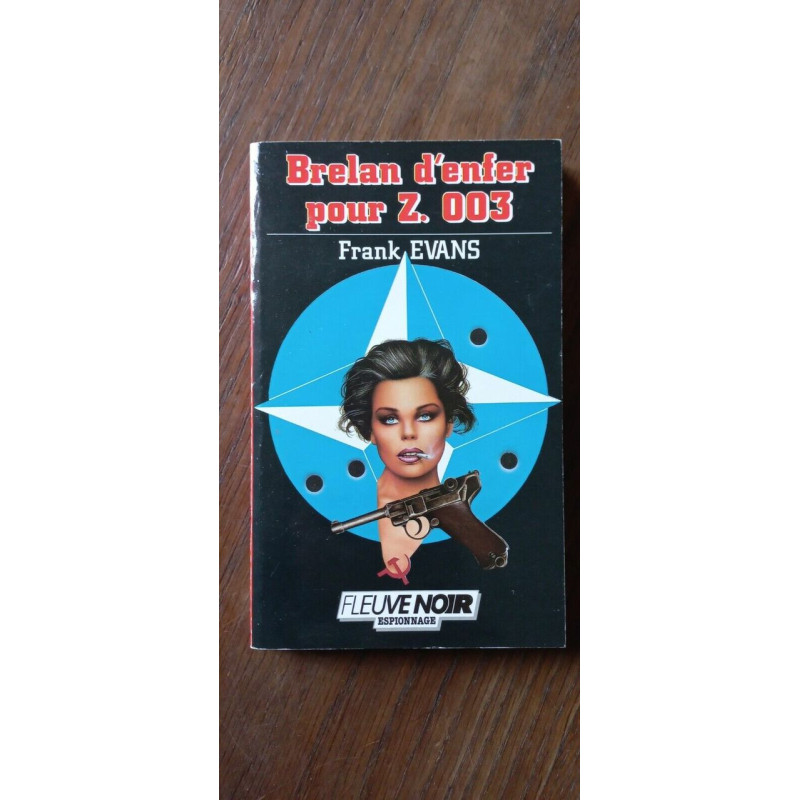 Brelan d'enfer
pour Z. 003
Frank EVANS
FLEUVE NOIR
ESPIONNAGE